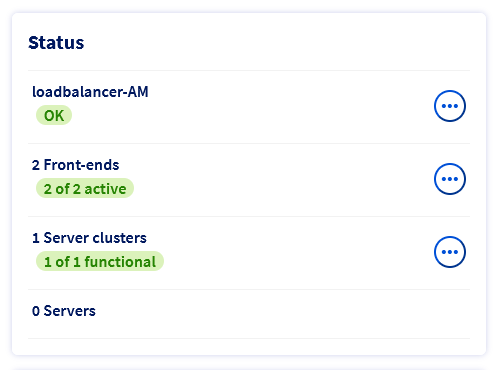 Status
loadbalancer-AM
OK
2 Front-ends
2 of 2 active
1 Server clusters
1 of 1 functional
0 Servers